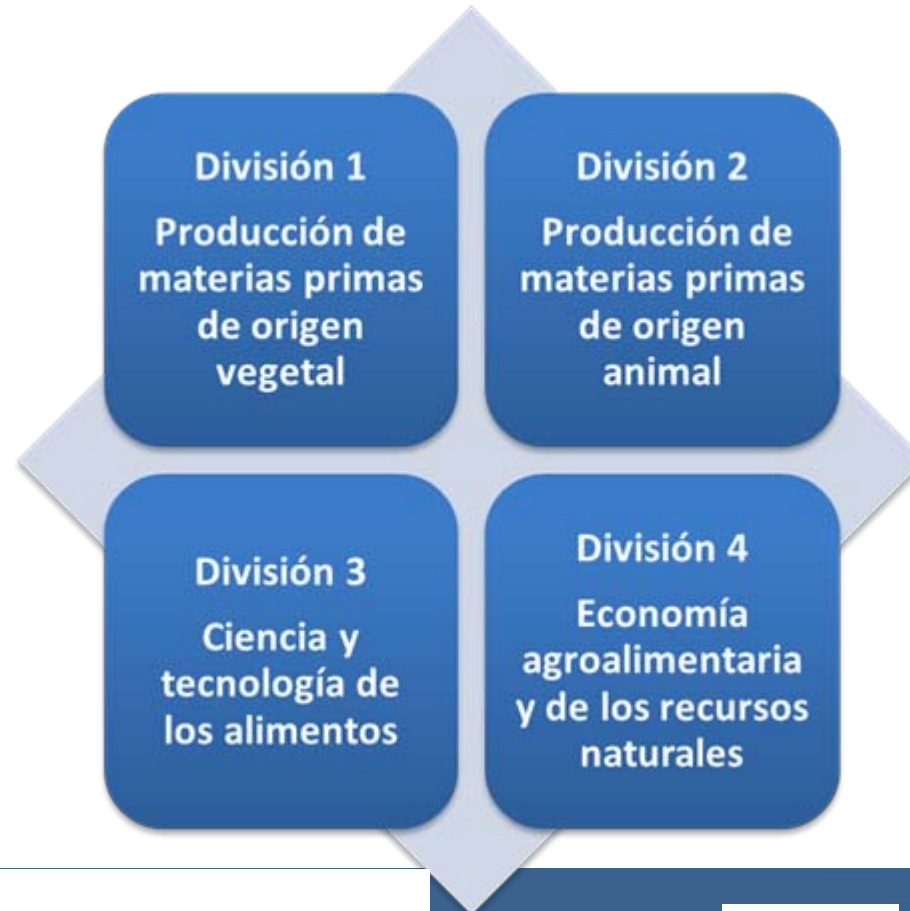 División 1
Producción de
materias primas
de origen
vegetal
División 2
Producción de
materias primas
de origen
animal
División 3
Ciencia y
tecnología de
los alimentos
División 4
Economía
agroalimentaria
y de los recursos
naturales